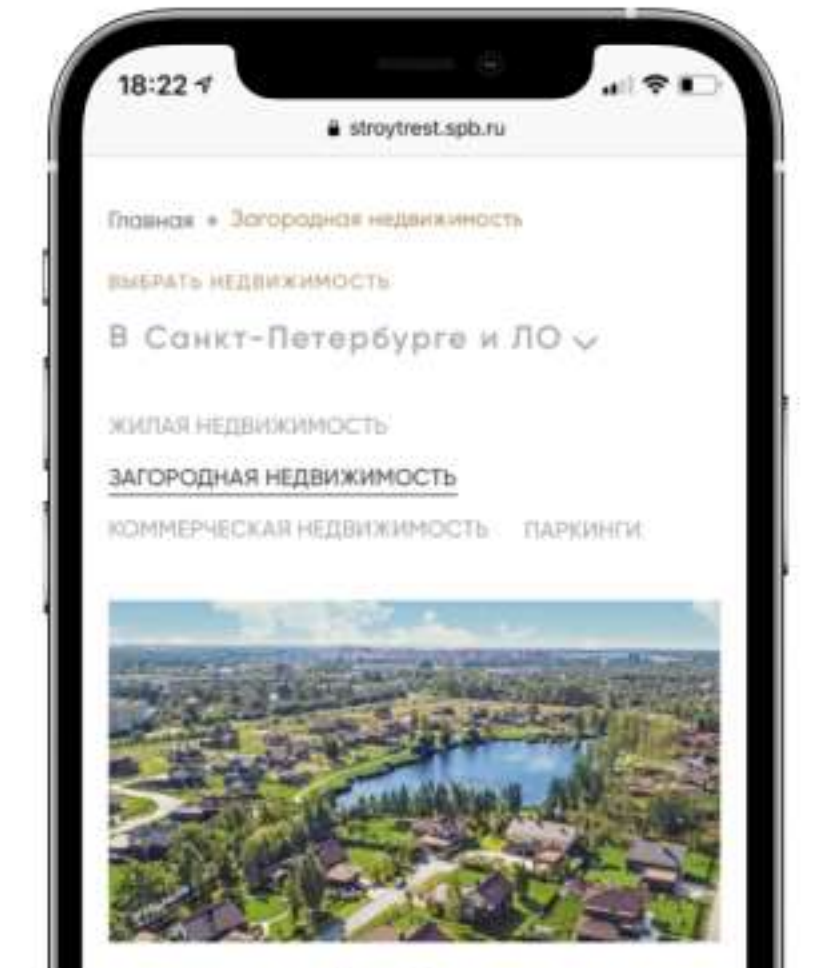 18:22
stroytrest.spb.ru
Главная • Загородная недвижимость
ВЫБРАТЬ НЕДВИЖИМОСТЬ
В Санкт-Петербурге и ЛО
ЖИЛАЯ НЕДВИЖИМОСТЬ
ЗАГОРОДНАЯ НЕДВИЖИМОСТЬ
КОММЕРЧЕСКАЯ НЕДВИЖИМОСТЬ ПАРКИНГИ